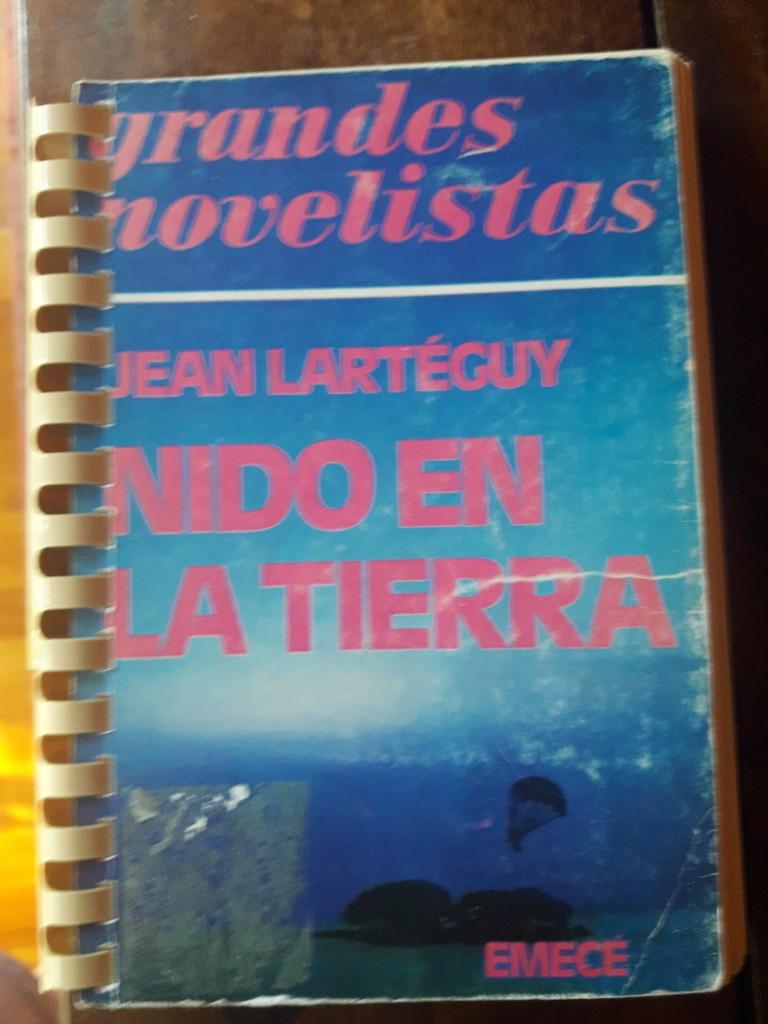 grandes
novelistas
JEAN LARTÉGUY
NIDO EN
LA TIERRA
EMECÉ